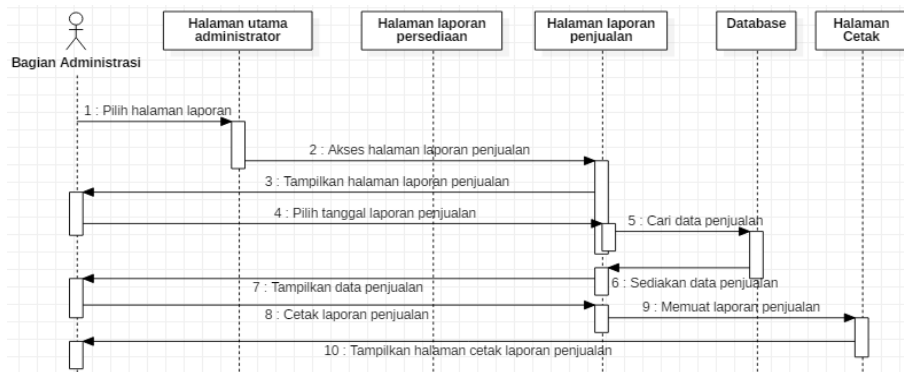 Halaman utama
administrator
Halaman laporan
persediaan
Halaman laporan
penjualan
Database
Halaman
Cetak
Bagian Administrasi
1 : Pilih halaman laporan
2 : Akses halaman laporan penjualan
3 : Tampilkan halaman laporan penjualan
4 : Pilih tanggal laporan penjualan
5 : Cari data penjualan
6 : Sediakan data penjualan
7 : Tampilkan data penjualan
8 : Cetak laporan penjualan
9 : Memuat laporan penjualan
10 : Tampilkan halaman cetak laporan penjualan